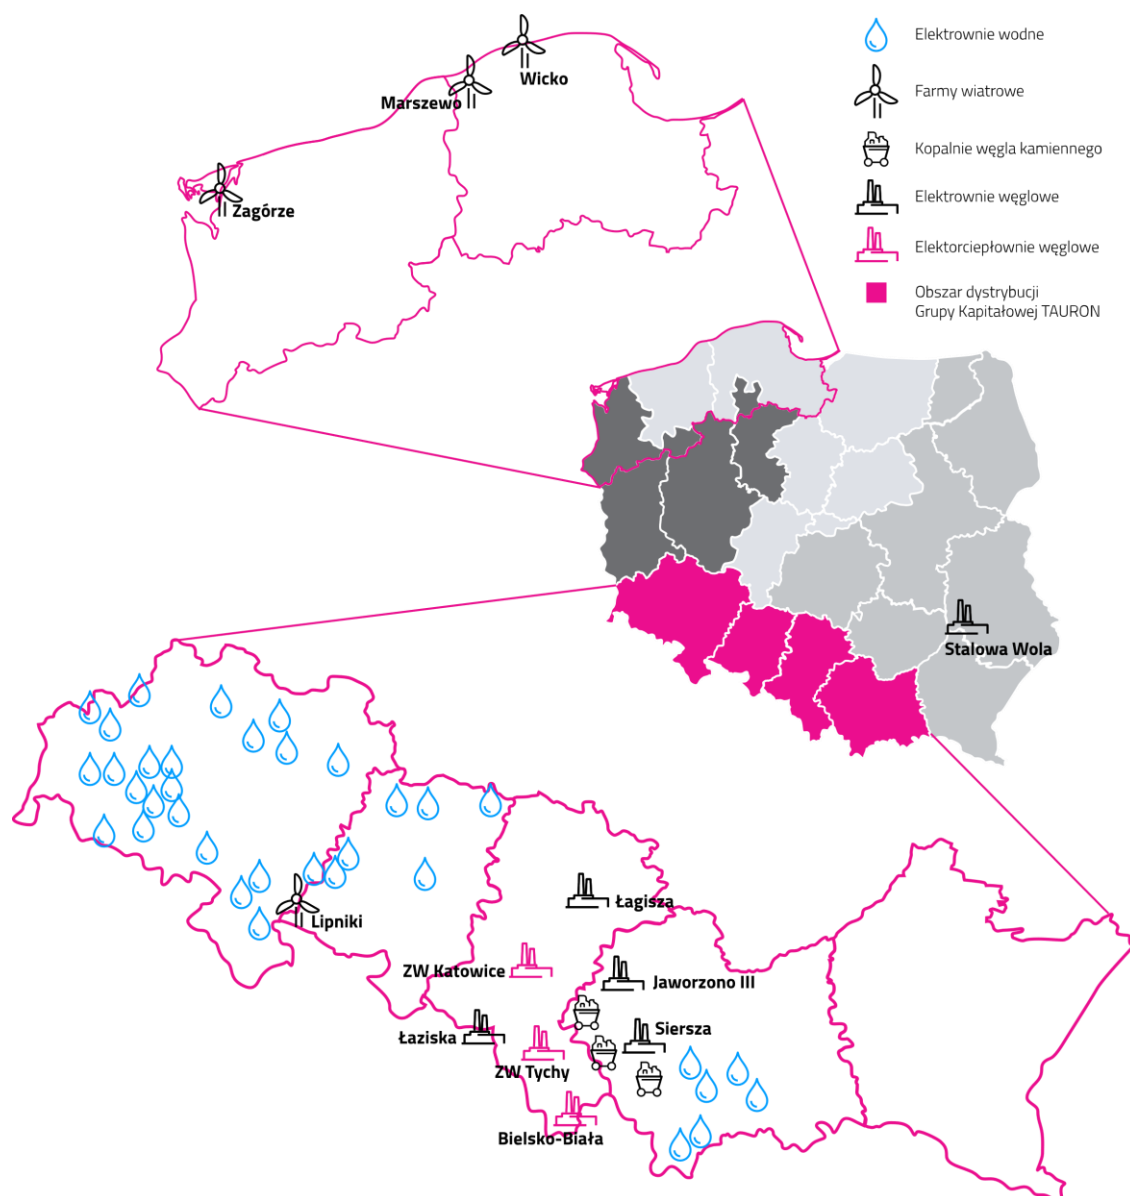 Elektrownie wodne
Farmy wiatrowe
Kopalnie węgla kamiennego
Elektrownie węglowe
Elektorciepłownie węglowe
Obszar dystrybucji
Grupy Kapitałowej TAURON
Wicko
Marszewo
Zagórze
Stalowa Wola
Lipniki
Łagisza
ZW Katowice
Jaworzono III
Łaziska
Siersza
ZW Tychy
Bielsko-Biała